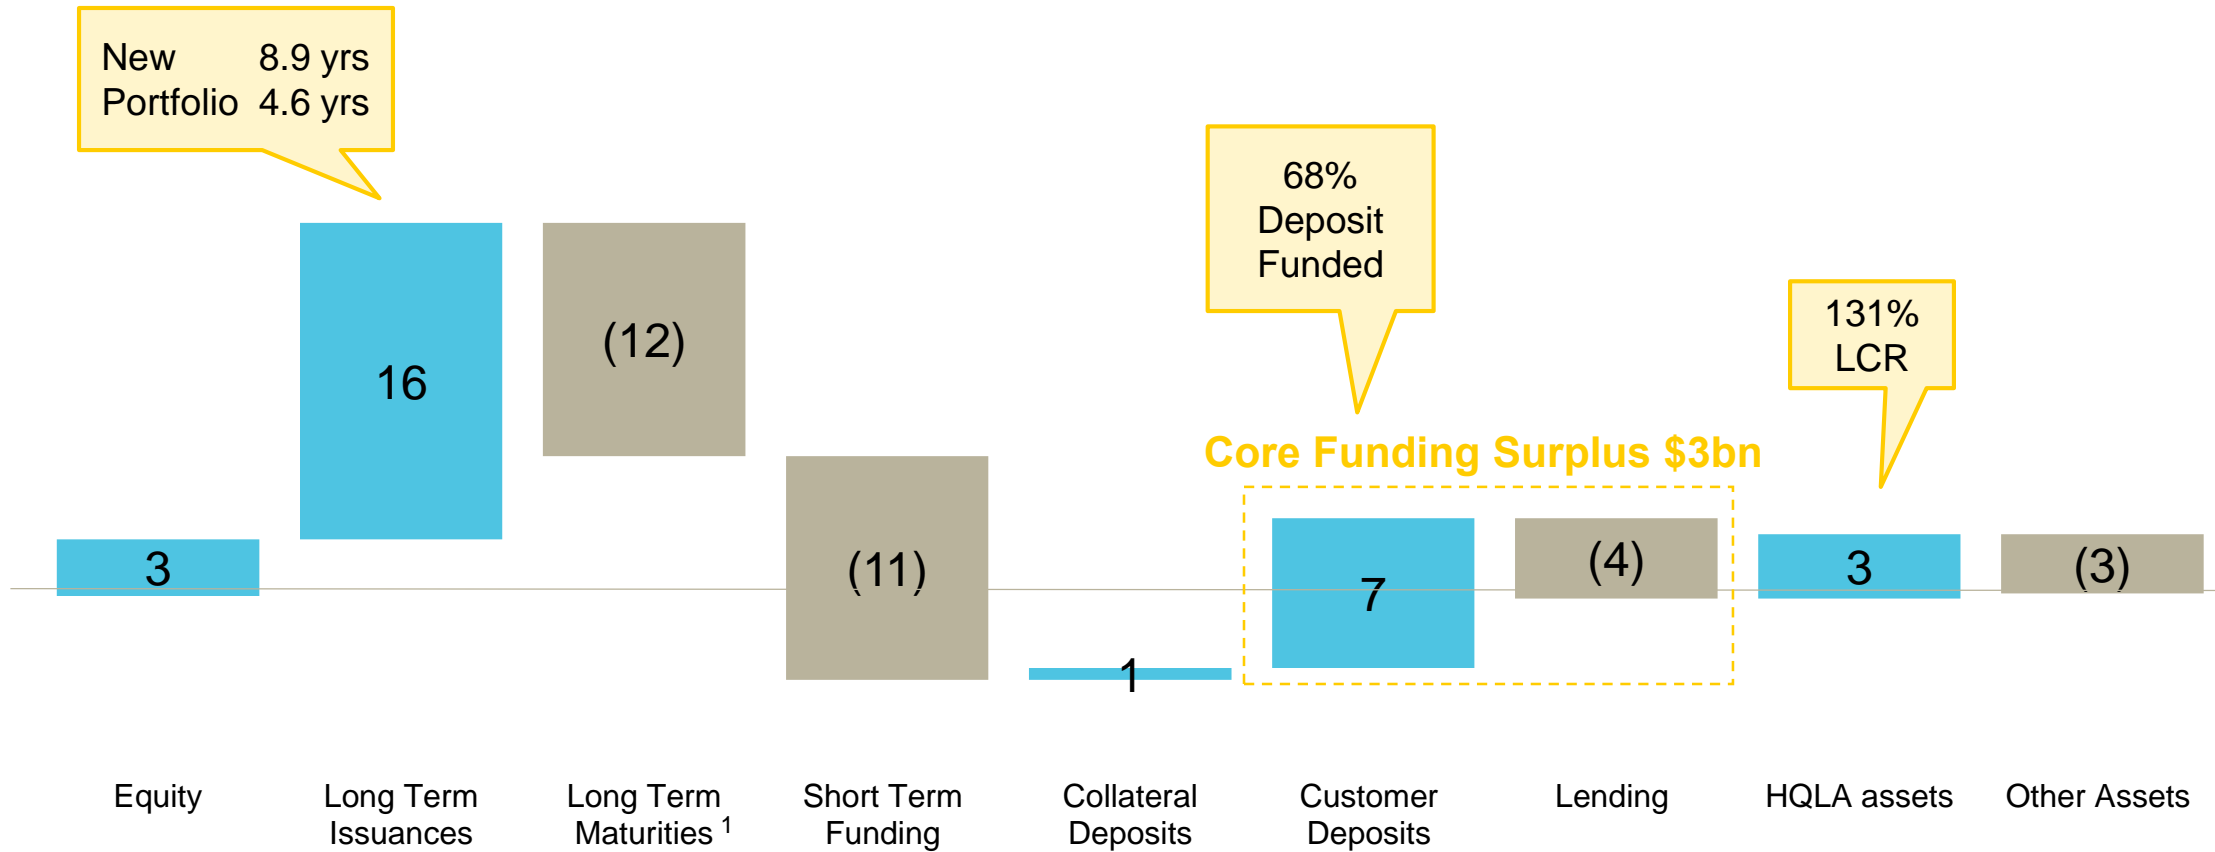 New 8.9 yrs
Portfolio 4.6 yrs
68%
Deposit
Funded
131%
LCR
Core Funding Surplus $3bn
3
16
(12)
(11)
1
7
(4)
3
(3)
Equity
Long Term
Issuances
Long Term
Maturities 1
Short Term
Funding
Collateral
Deposits
Customer
Deposits
Lending
HQLA assets
Other Assets